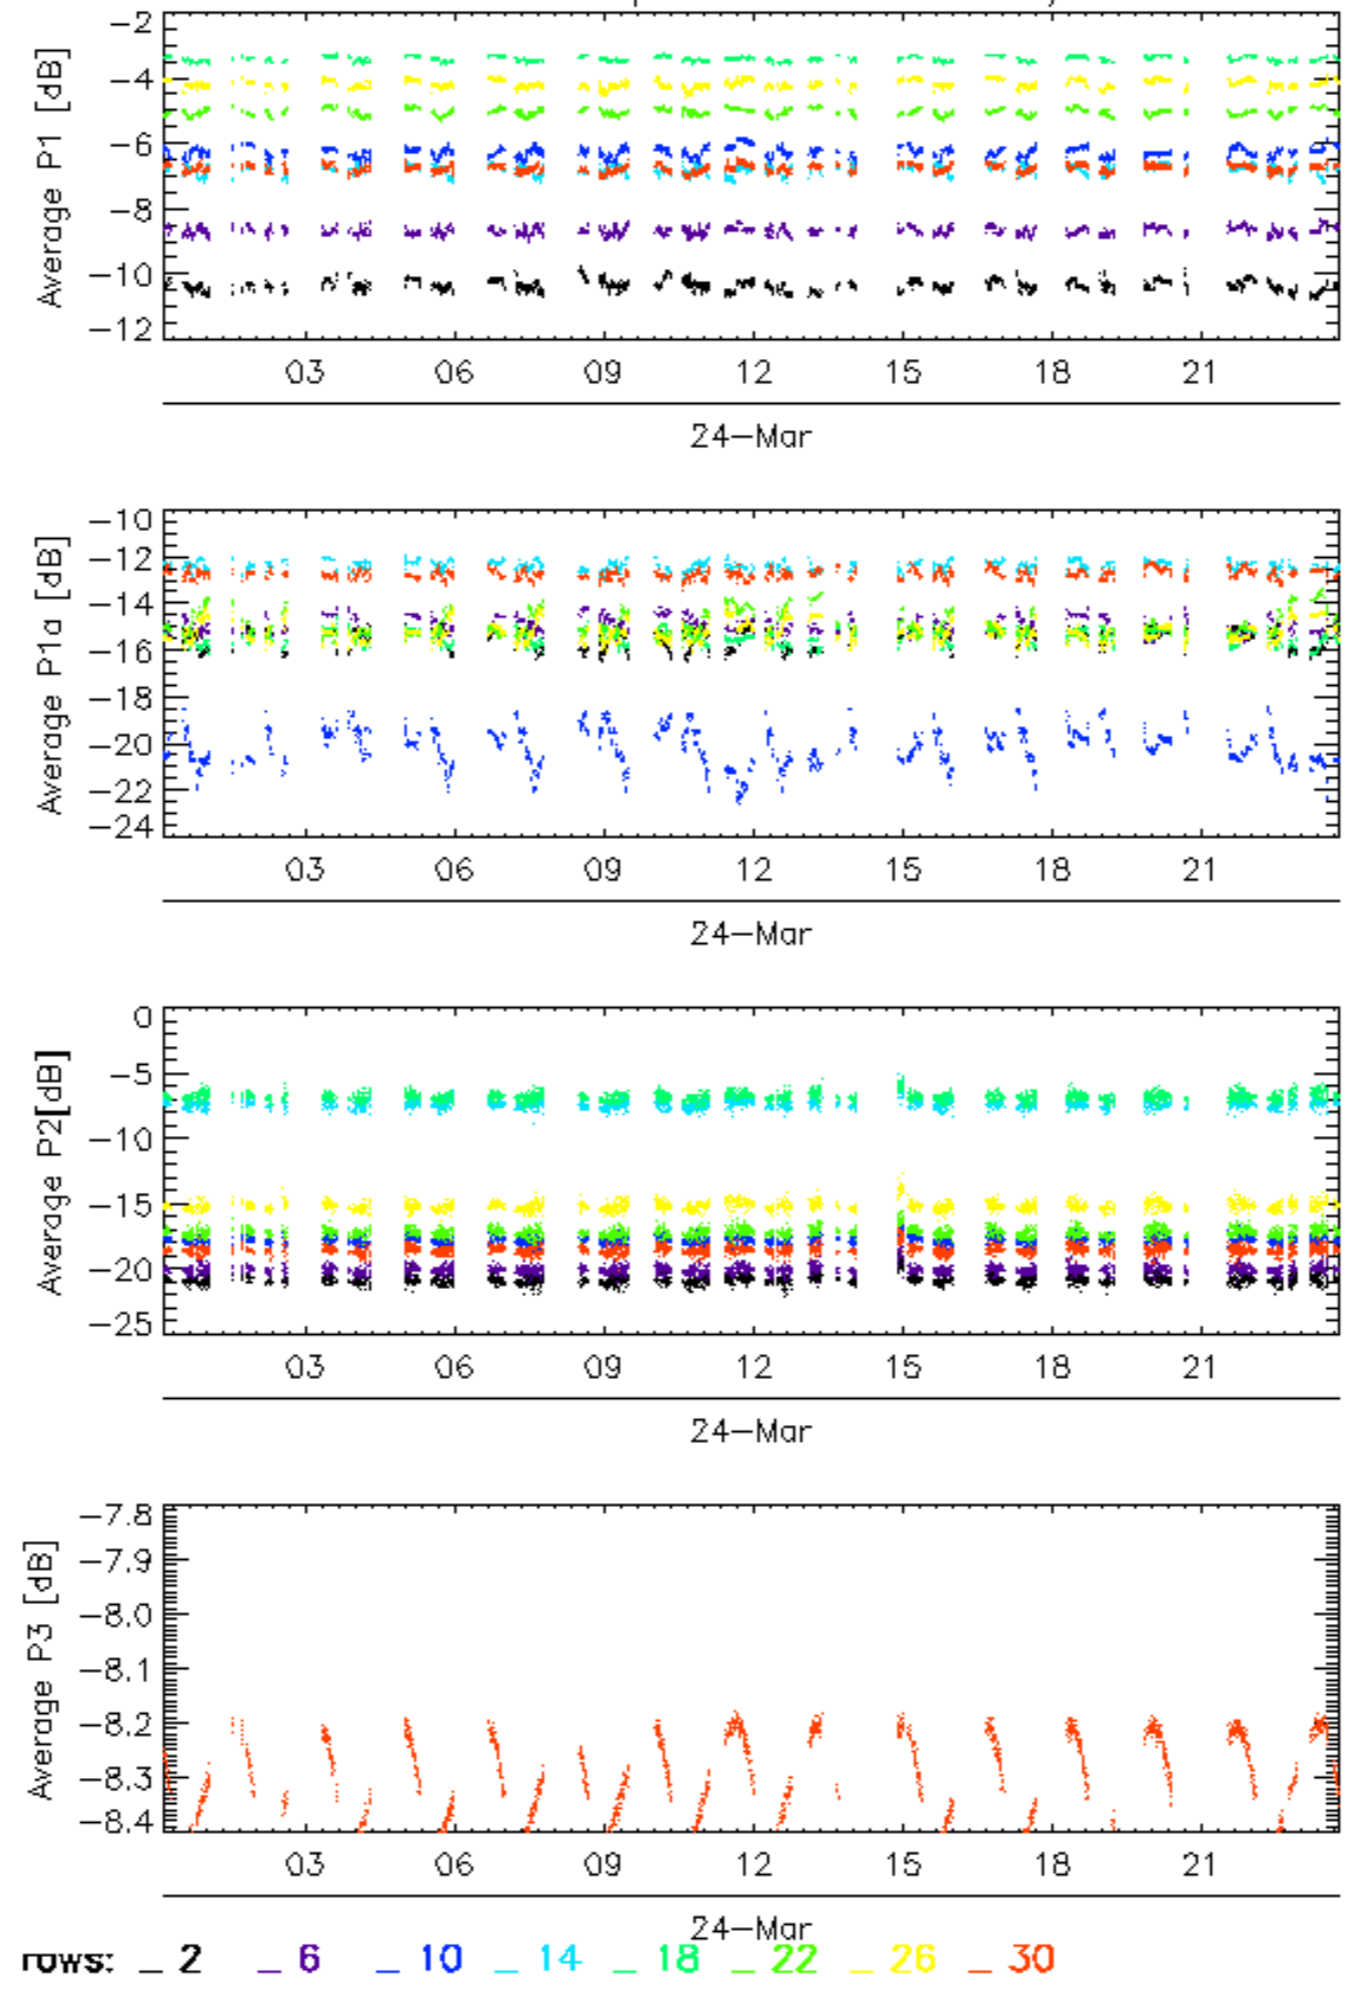 Average P1 [dB]
−2
−4
−6
−8
−10
−12
03 06 09 12 15 18 21
24−Mar
Average P1a [dB]
−10
−12
−14
−16
−18
−20
−22
−24
03 06 09 12 15 18 21
24−Mar
Average P2[dB]
0
−5
−10
−15
−20
−25
03 06 09 12 15 18 21
24−Mar
Average P3 [dB]
−7.8
−7.9
−8.0
−8.1
−8.2
−8.3
−8.4
03 06 09 12 15 18 21
24−Mar
rows: _ 2 _ 6 _ 10 _ 14 _ 18 _ 22 _ 26 _ 30